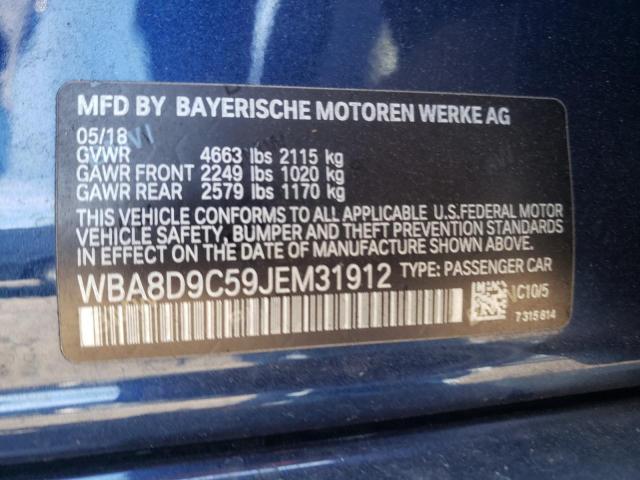 MFD BY BAYERISCHE MOTOREN WERKE AG
05/18
GVWR 4663 lbs 2115 kg
GAWR FRONT 2249 lbs 1020 kg
GAWR REAR 2579 lbs 1170 kg
THIS VEHICLE CONFORMS TO ALL APPLICABLE U.S.FEDERAL MOTOR
VEHICLE SAFETY, BUMPER AND THEFT PREVENTION STANDARDS
IN EFFECT ON THE DATE OF MANUFACTURE SHOWN ABOVE.
WBA8D9C59JEM31912 TYPE: PASSENGER CAR
C10/5
7315614